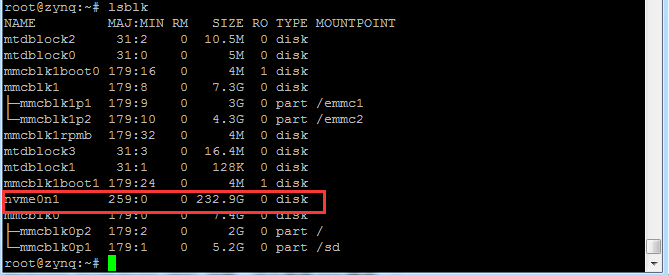 root@zynq:~# lsblk
NAME MAJ:MIN RM SIZE RO TYPE MOUNTPOINT
mtdblock2 31:2 0 10.5M 0 disk
mtdblock0 31:0 0 5M 0 disk
mmcblk1boot0 179:16 0 4M 1 disk
mmcblk1 179:8 0 7.3G 0 disk
├─mmcblk1p1 179:9 0 3G 0 part /emmc1
└─mmcblk1p2 179:10 0 4.3G 0 part /emmc2
mmcblk1rpmb 179:32 0 4M 0 disk
mtdblock3 31:3 0 16.4M 0 disk
mtdblock1 31:1 0 128K 0 disk
mmcblk1boot1 179:24 0 4M 1 disk
nvme0n1 259:0 0 232.9G 0 disk
mmcblk0 179:0 0 7.4G 0 disk
├─mmcblk0p2 179:2 0 2G 0 part /
└─mmcblk0p1 179:1 0 5.2G 0 part /sd
root@zynq:~#